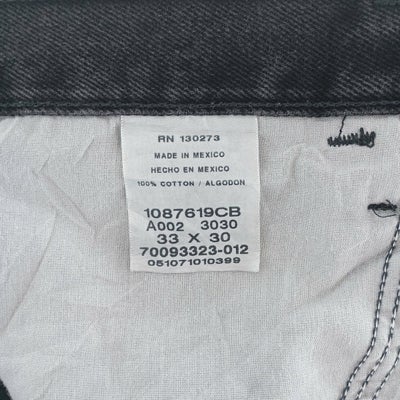 RN 130273
MADE IN MEXICO
HECHO EN MEXICO
100% COTTON / ALGODON
1087619CB
A002 3030
33 X 30
70093323-012
051071010399